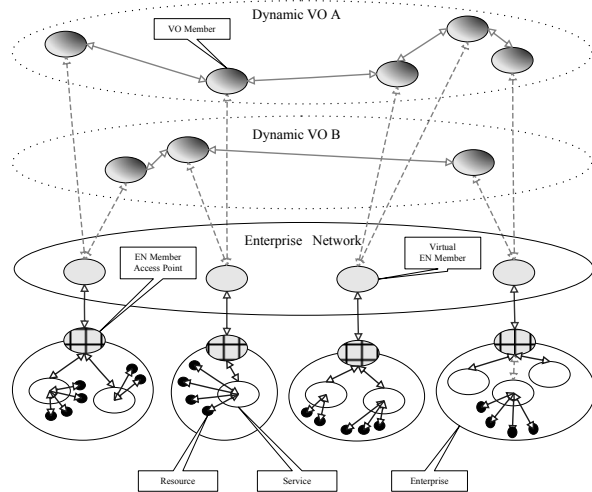 Dynamic VO A
VO Member
Dynamic VO B
Enterprise Network
EN Member
Access Point
Virtual
EN Member
Resource
Service
Enterprise